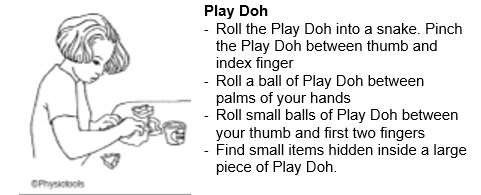 Play Doh
- Roll the Play Doh into a snake. Pinch
the Play Doh between thumb and
index finger
- Roll a ball of Play Doh between
palms of your hands
- Roll small balls of Play Doh between
your thumb and first two fingers
- Find small items hidden inside a large
piece of Play Doh.
©Physiotools